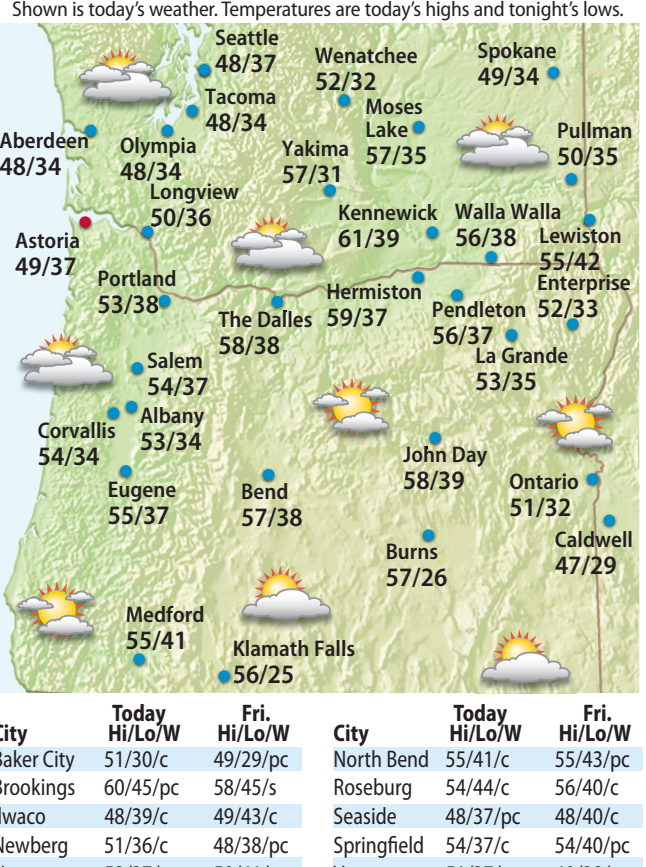 Shown is today's weather. Temperatures are today's highs and tonight's lows.
Seattle
48/37
Wenatchee
52/32
Spokane
49/34
Tacoma
48/34
Moses
Lake
57/35
Aberdeen
48/34
Olympia
48/34
Yakima
57/31
Pullman
50/35
Longview
50/36
Kennewick
61/39
Walla Walla
56/38
Lewiston
55/42
Astoria
49/37
Portland
53/38
The Dalles
58/38
Hermiston
59/37
Pendleton
56/37
Enterprise
52/33
La Grande
53/35
Salem
54/37
Albany
53/34
Corvallis
54/34
John Day
58/39
Ontario
51/32
Eugene
55/37
Bend
57/38
Burns
57/26
Caldwell
47/29
Medford
55/41
Klamath Falls
56/25
Today Fri.
City Hi/Lo/W Hi/Lo/W
Baker City 51/30/c 49/29/pc
Brookings 60/45/pc 58/45/s
Ilwaco 48/39/c 49/43/c
Newberg 51/36/c 48/38/pc
Today Fri.
City Hi/Lo/W Hi/Lo/W
North Bend 55/41/c 55/43/pc
Roseburg 54/44/c 56/40/c
Seaside 48/37/pc 48/40/c
Springfield 54/37/c 54/40/pc